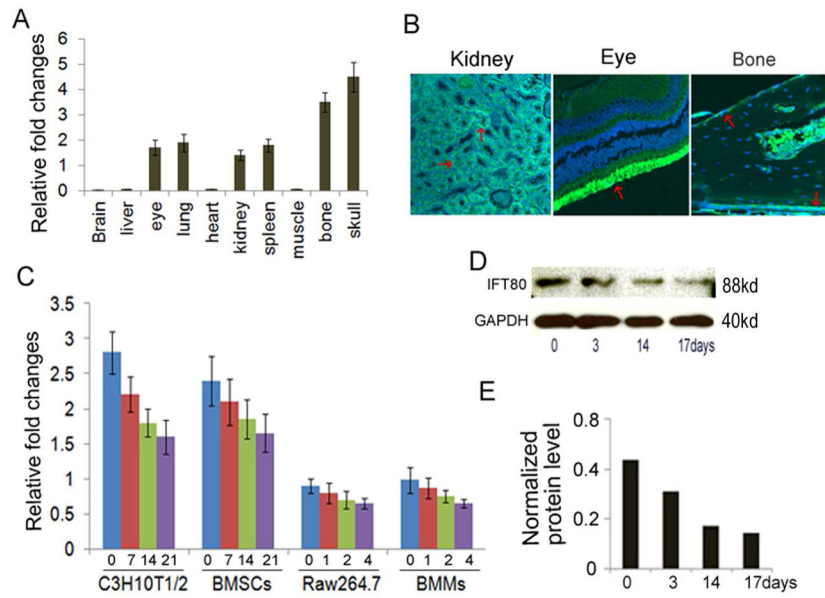 A
Relative fold changes
6
5
4
3
2
1
0
Brain
liver
eye
lung
heart
kidney
spleen
muscle
bone
skull
B
Kidney
Eye
Bone
C
Relative fold changes
3.5
3
2.5
2
1.5
1
0.5
0
0 7 14 21 0 7 14 21 0 1 2 4 0 1 2 4
C3H10T1/2 BMSCs Raw264.7 BMMs
D
IFT80 88kd
GAPDH 40kd
0 3 14 17days
E
Normalized
protein level
0.8
0.4
0.2
0
0 3 14 17days